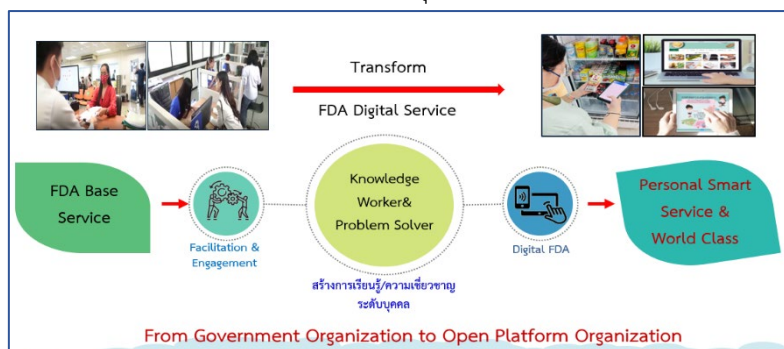 Transform
FDA Digital Service
FDA Base
Service
Facilitation &
Engagement
Knowledge
Worker&
Problem Solver
สร้างการเรียนรู้/ความเชี่ยวชาญ
ระดับบุคคล
Digital FDA
Personal Smart
Service &
World Class
From Government Organization to Open Platform Organization